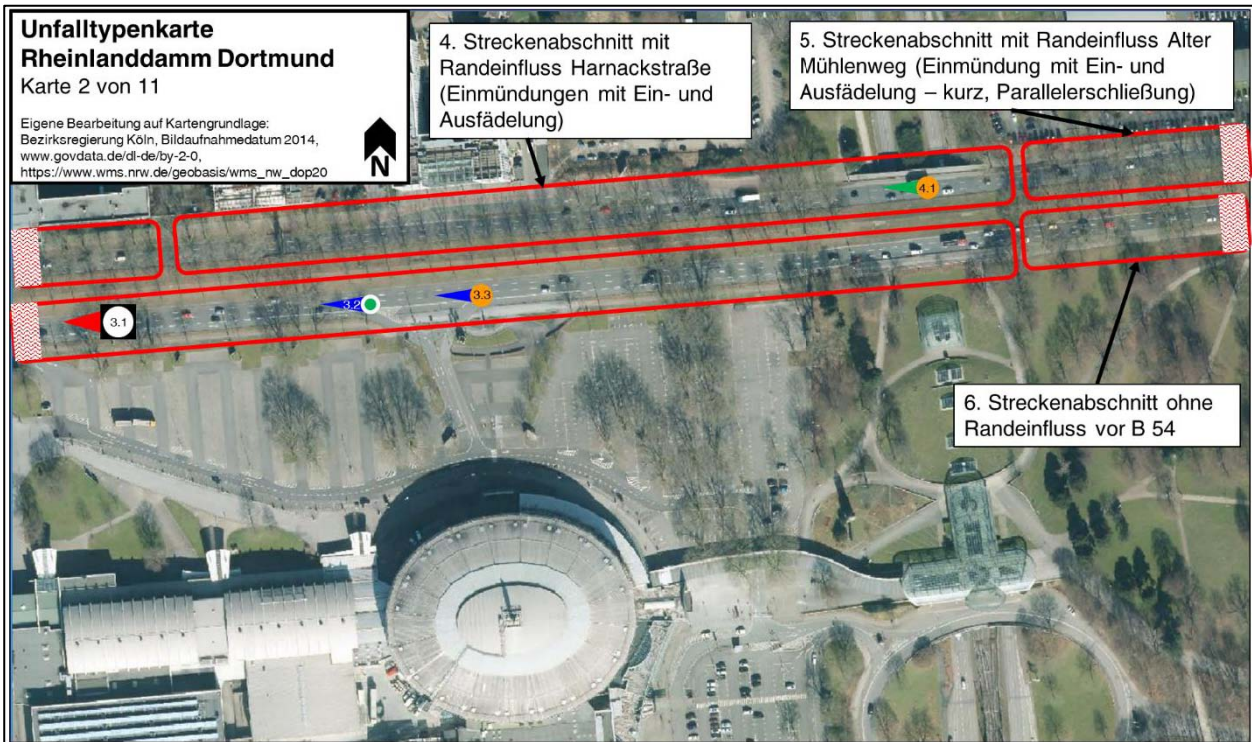 Unfalltypenkarte
Rheinlanddamm Dortmund
Karte 2 von 11
Eigene Bearbeitung auf Kartengrundlage:
Bezirksregierung Köln, Bildaufnahmedatum 2014,
www.govdata.de/dl-de/by-2-0,
https://www.wms.nrw.de/geobasis/wms_nw_dop20
N
4. Streckenabschnitt mit
Randeinfluss Harnackstraße
(Einmündungen mit Ein- und
Ausfädelung)
5. Streckenabschnitt mit Randeinfluss Alter
Mühlenweg (Einmündung mit Ein- und
Ausfädelung – kurz, Parallelerschließung)
4.1
3.3
3.2
3.1
6. Streckenabschnitt ohne
Randeinfluss vor B 54